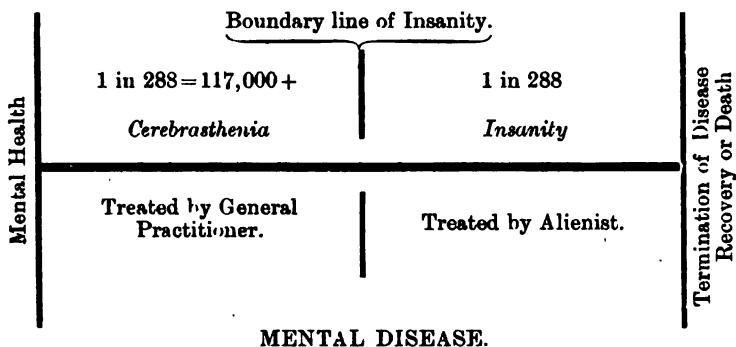 Boundary line of Insanity.
Mental Health
1 in 288=117,000+
1 in 288
Cerebrasthenia
Insanity
Treated by General
Practitioner.
Treated by Alienist.
Termination of Disease
Recovery or Death
MENTAL DISEASE.